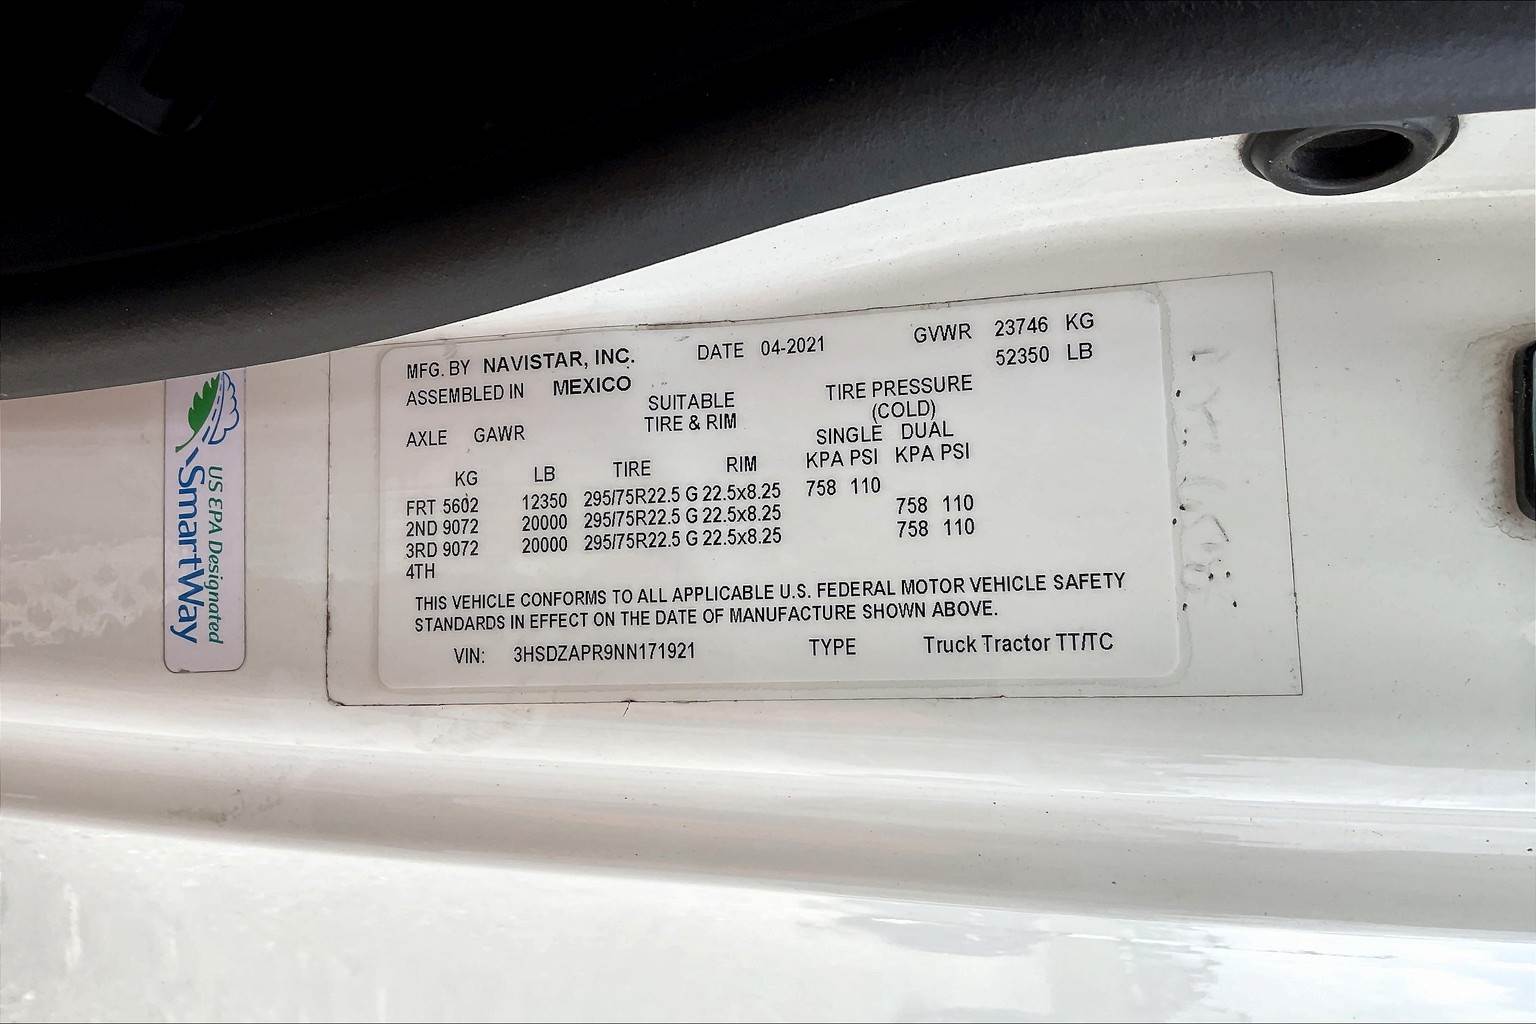 MFG. BY NAVISTAR, INC. DATE 04-2021 GVWR 23746 KG
ASSEMBLED IN MEXICO 52350 LB
SUITABLE TIRE PRESSURE
TIRE & RIM (COLD)
AXLE GAWR SINGLE DUAL
KG LB TIRE RIM KPA PSI KPA PSI
FRT 5602 12350 295/75R22.5 G 22.5x8.25 758 110
2ND 9072 20000 295/75R22.5 G 22.5x8.25 758 110
3RD 9072 20000 295/75R22.5 G 22.5x8.25 758 110
4TH
THIS VEHICLE CONFORMS TO ALL APPLICABLE U.S. FEDERAL MOTOR VEHICLE SAFETY
STANDARDS IN EFFECT ON THE DATE OF MANUFACTURE SHOWN ABOVE.
VIN: 3HSDZAPR9NN171921 TYPE Truck Tractor TT/TC
US EPA Designated
SmartWay